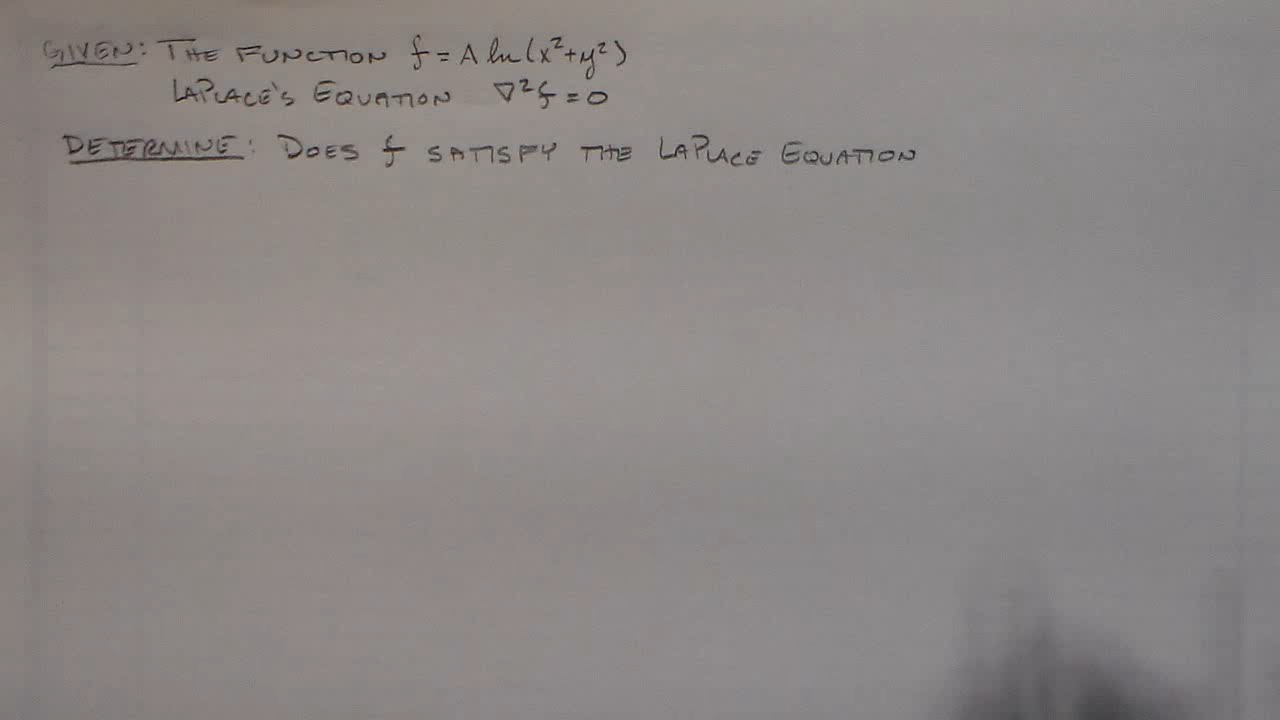 GIVEN: THE FUNCTION f = A ln(x²+y²)
LAPLACE'S EQUATION ∇²f = 0
DETERMINE: DOES f SATISFY THE LAPLACE EQUATION